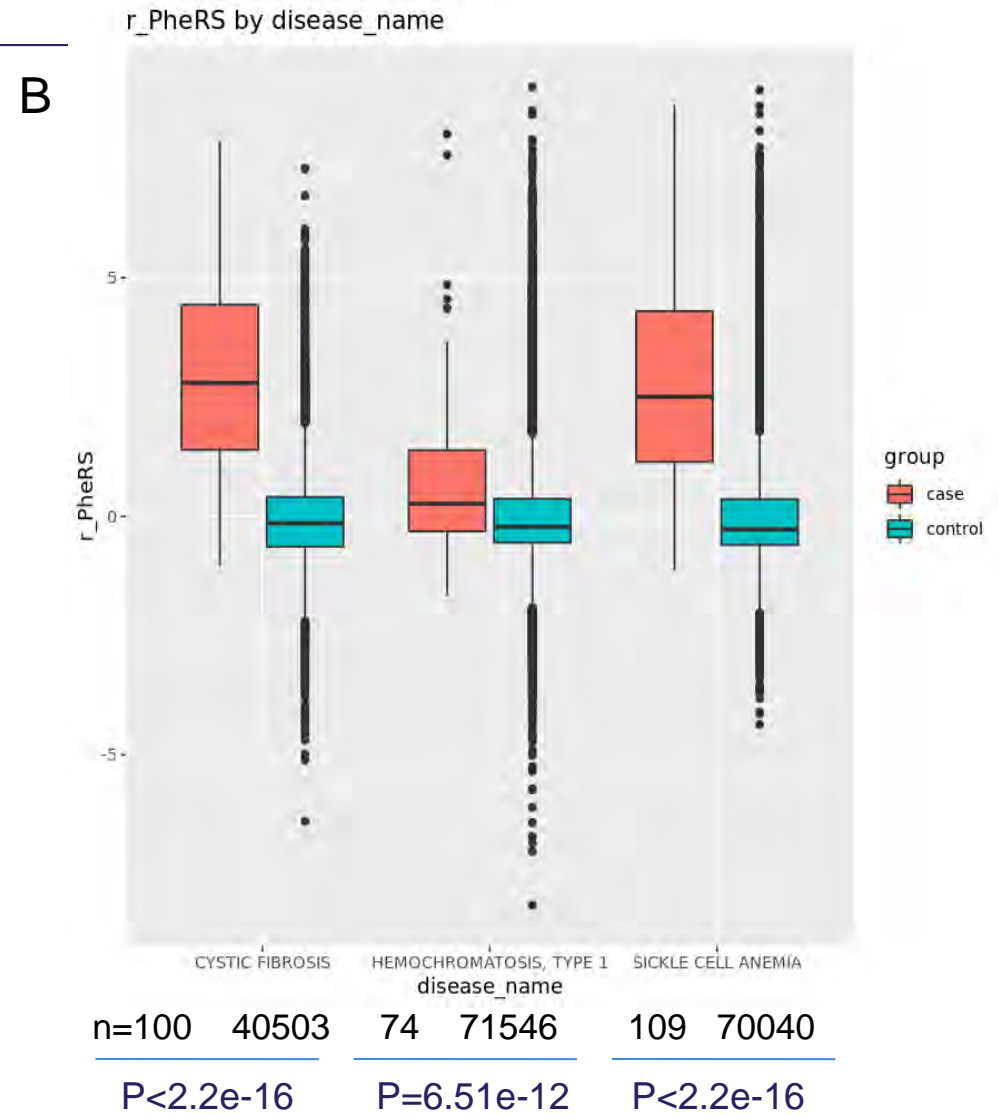 r_PheRS by disease_name
B
5
0
-5
r_PheRS
group
case
control
CYSTIC FIBROSIS HEMOCHROMATOSIS, TYPE 1 SICKLE CELL ANEMIA
disease_name
n=100 40503 74 71546 109 70040
P<2.2e-16 P=6.51e-12 P<2.2e-16